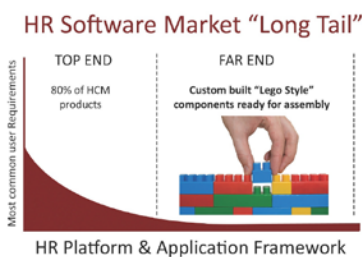 HR Software Market “Long Tail”
TOP END
80% of HCM
products
FAR END
Custom built “Lego Style”
components ready for assembly
Most common user Requirements
HR Platform & Application Framework